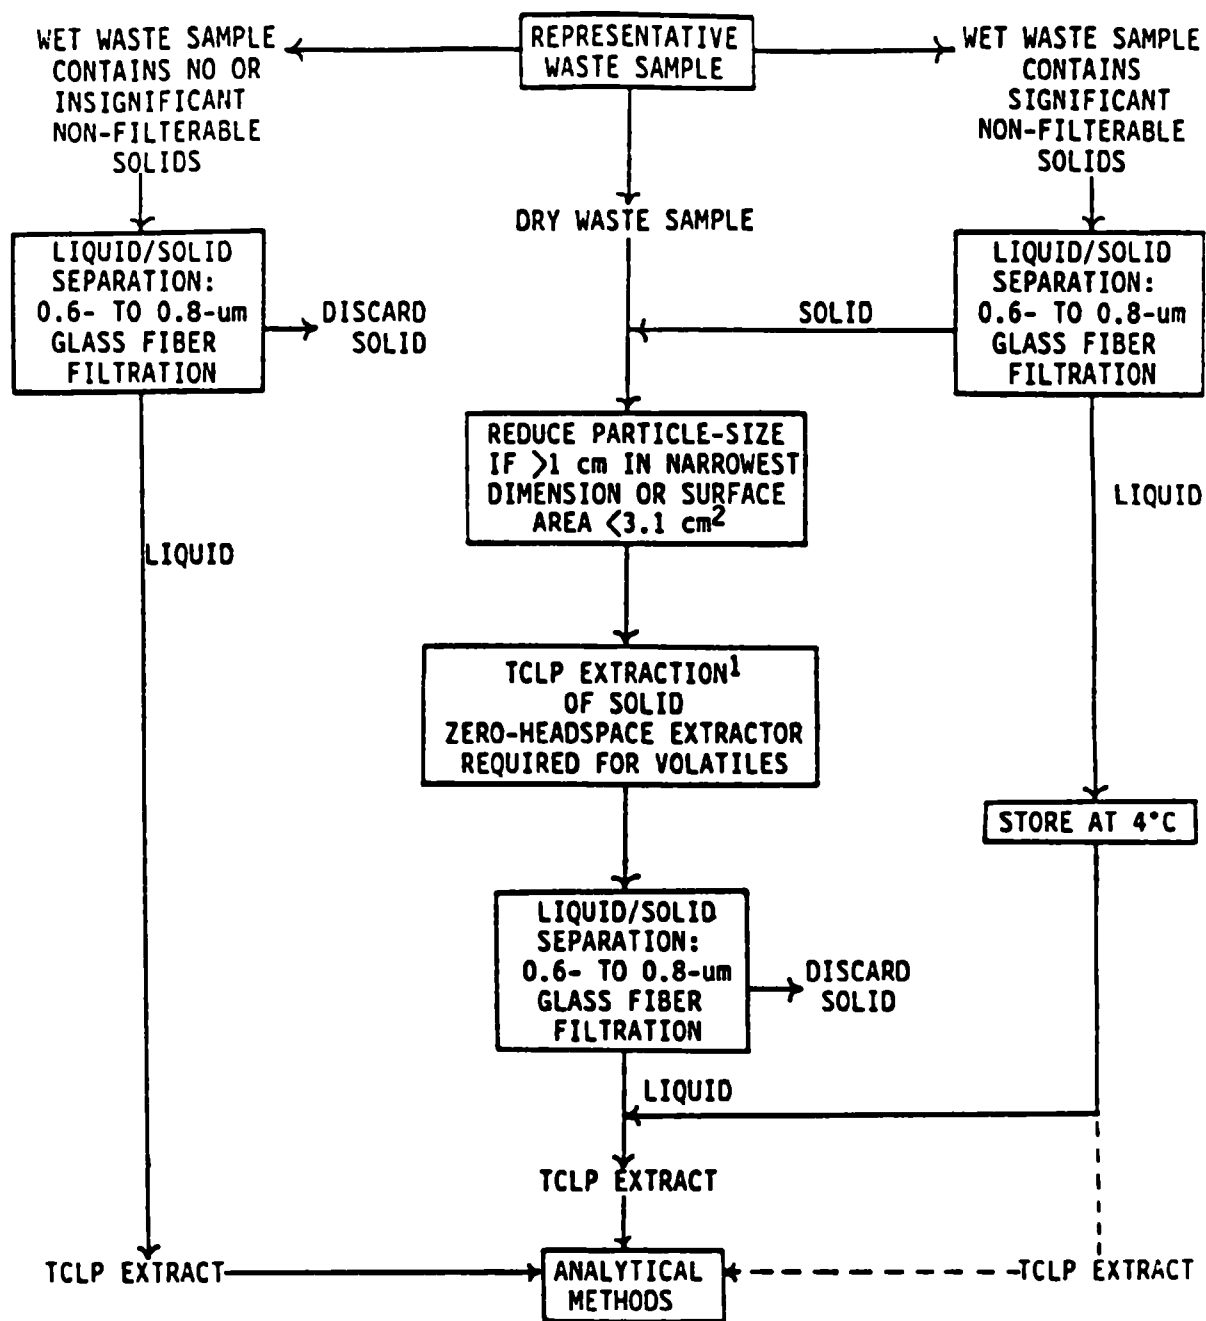 REPRESENTATIVE
WASTE SAMPLE
WET WASTE SAMPLE
CONTAINS NO OR
INSIGNIFICANT
NON-FILTERABLE
SOLIDS
WET WASTE SAMPLE
CONTAINS
SIGNIFICANT
NON-FILTERABLE
SOLIDS
DRY WASTE SAMPLE
LIQUID/SOLID
SEPARATION:
0.6- TO 0.8-um
GLASS FIBER
FILTRATION
DISCARD
SOLID
SOLID
LIQUID/SOLID
SEPARATION:
0.6- TO 0.8-um
GLASS FIBER
FILTRATION
REDUCE PARTICLE-SIZE
IF >1 cm IN NARROWEST
DIMENSION OR SURFACE
AREA <3.1 cm²
LIQUID
LIQUID
TCLP EXTRACTION¹
OF SOLID
ZERO-HEADSPACE EXTRACTOR
REQUIRED FOR VOLATILES
STORE AT 4°C
LIQUID/SOLID
SEPARATION:
0.6- TO 0.8-um
GLASS FIBER
FILTRATION
DISCARD
SOLID
LIQUID
TCLP EXTRACT
TCLP EXTRACT
ANALYTICAL
METHODS
TCLP EXTRACT